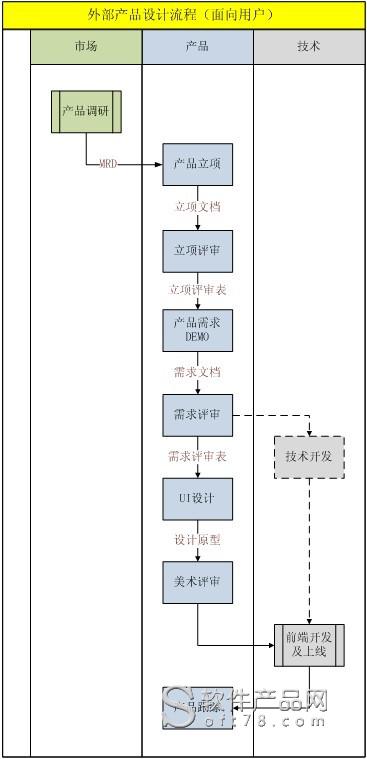 外部产品设计流程（面向用户）
市场
产品
技术
产品调研
MRD
产品立项
立项文档
立项评审
立项评审表
产品需求
DEMO
需求文档
需求评审
需求评审表
技术开发
UI设计
设计原型
美术评审
前端开发
及上线
产品跟踪
软件产品网
Soft78.com